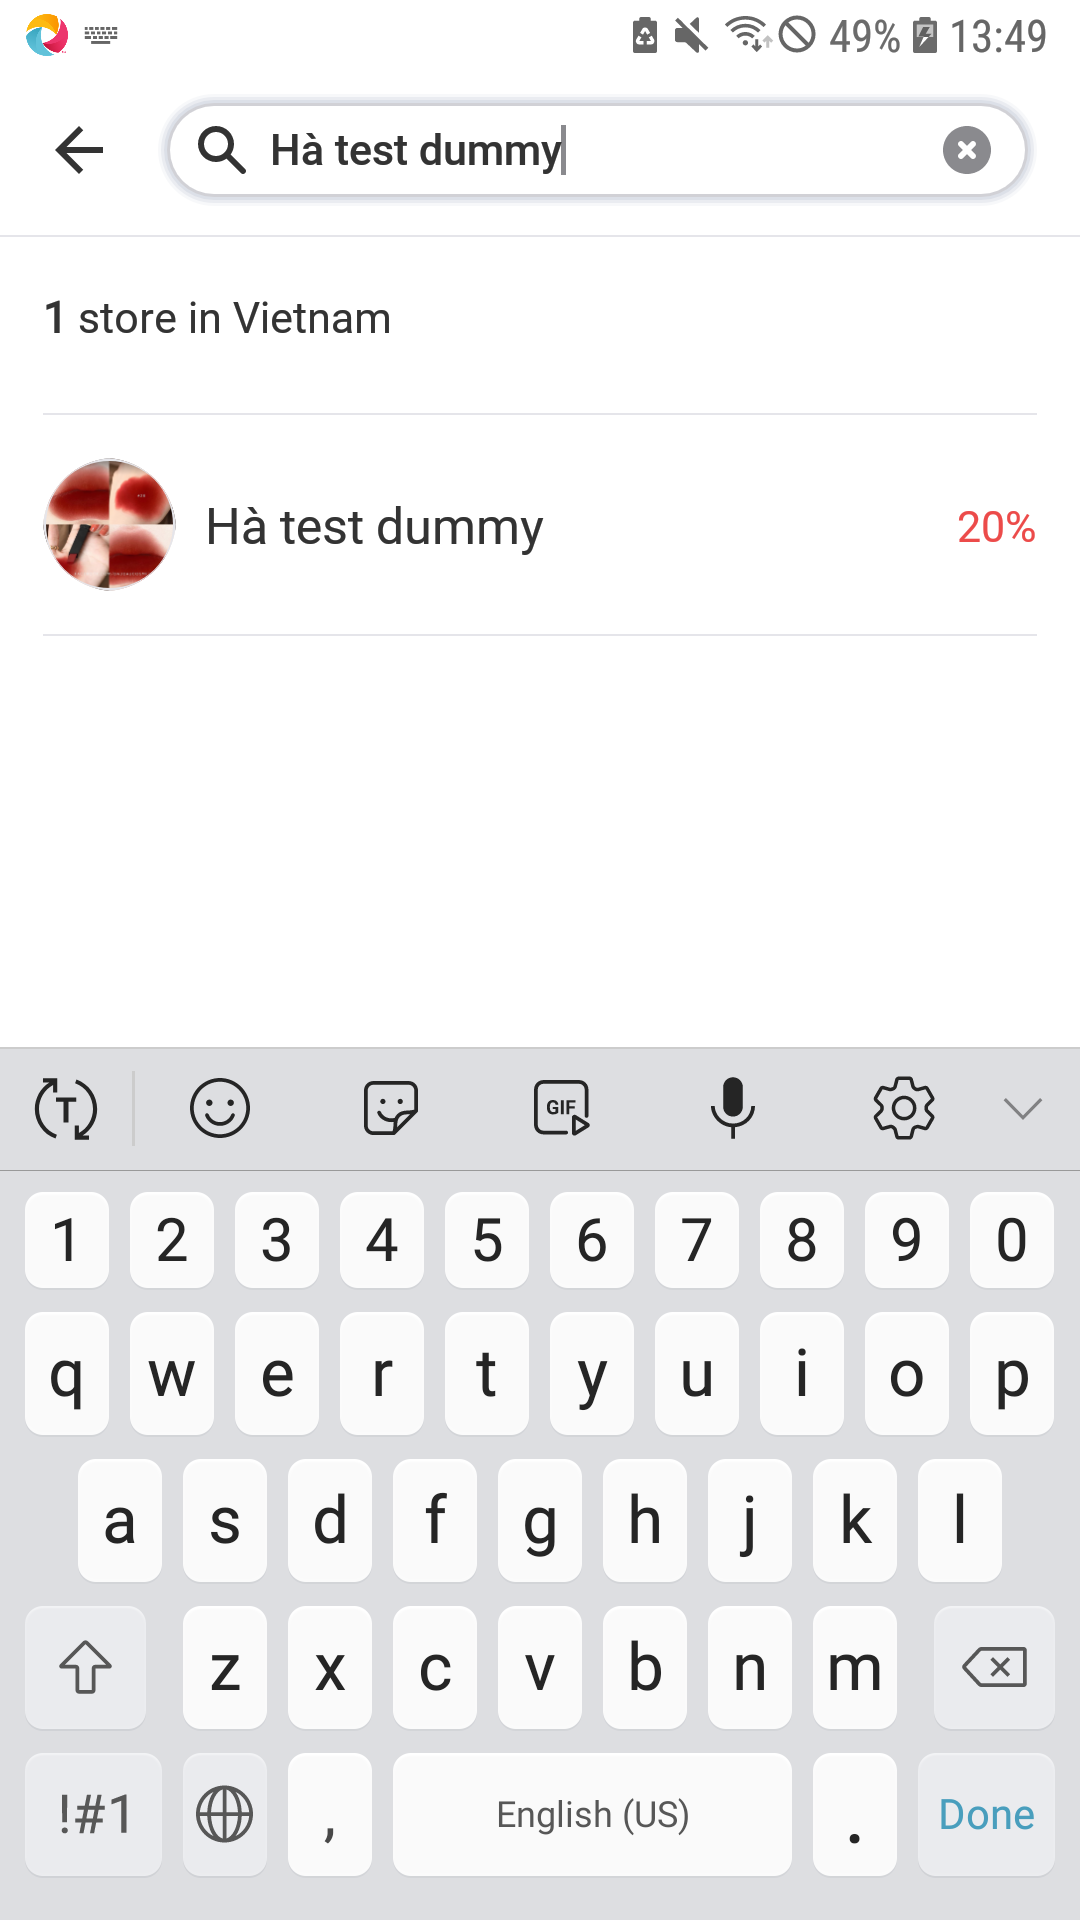 49% 13:49
Hà test dummy
1 store in Vietnam
Hà test dummy 20%
T GIF
1 2 3 4 5 6 7 8 9 0
q w e r t y u i o p
a s d f g h j k l
z x c v b n m
!#1 , English (US) . Done